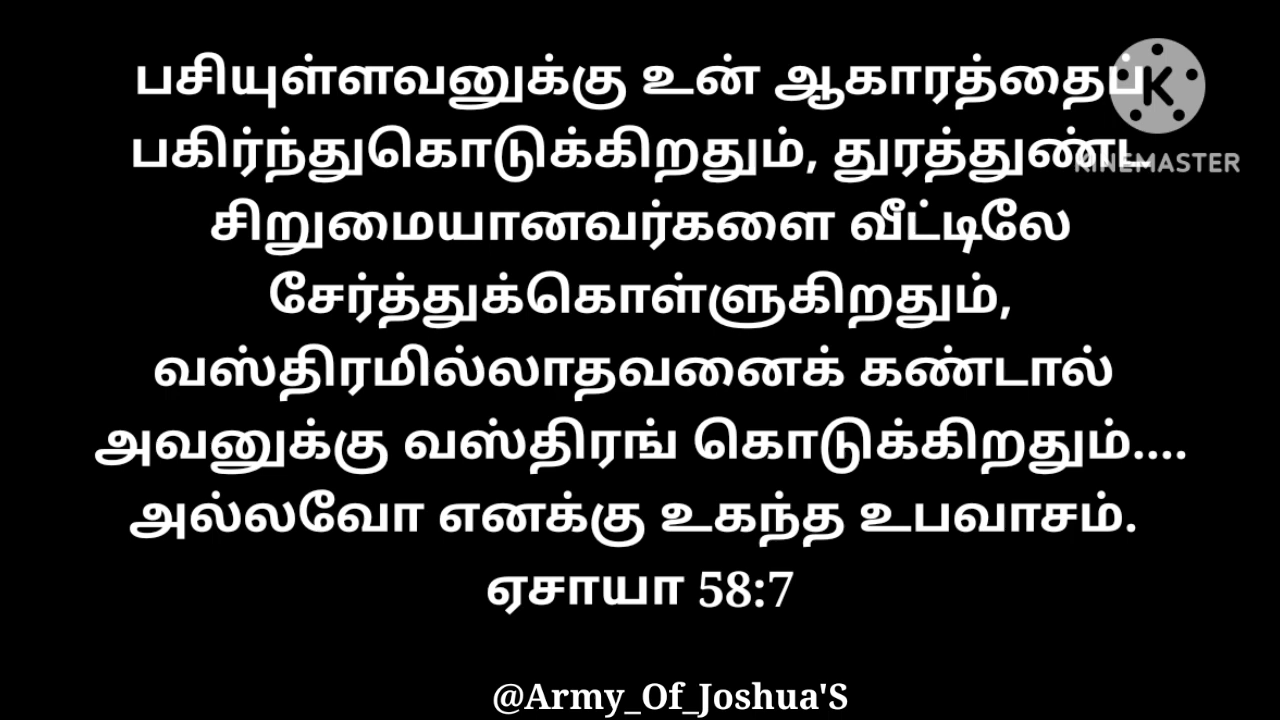 பசியுள்ளவனுக்கு உன் ஆகாரத்தைப்
பகிர்ந்துகொடுக்கிறதும், துரத்துண்ட
சிறுமையானவர்களை வீட்டிலே
சேர்த்துக்கொள்ளுகிறதும்,
வஸ்திரமில்லாதவனைக் கண்டால்
அவனுக்கு வஸ்திரங் கொடுக்கிறதும்....
அல்லவோ எனக்கு உகந்த உபவாசம்.
ஏசாயா 58:7
@Army_Of_Joshua'S
K
KINEMASTER